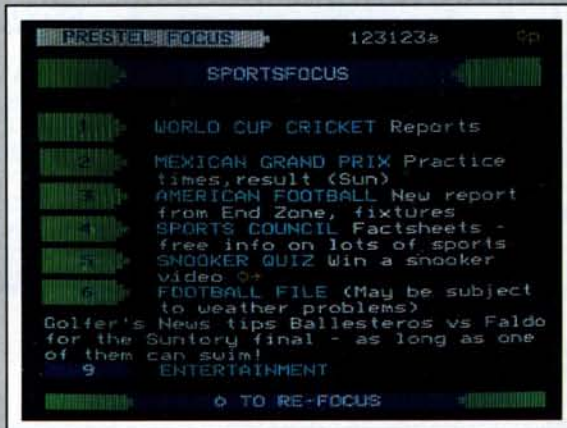 PRESTEL FOCUS 123123a 0p
SPORTSFOCUS
1 WORLD CUP CRICKET Reports
2 MEXICAN GRAND PRIX Practice
times,result (Sun)
3 AMERICAN FOOTBALL New report
from End Zone, fixtures
4 SPORTS COUNCIL Factsheets -
free info on lots of sports
5 SNOOKER QUIZ Win a snooker
video
6 FOOTBALL FILE (May be subject
to weather problems)
Golfer's News tips Ballesteros vs Faldo
for the Suntory final - as long as one
of them can swim!
9 ENTERTAINMENT
0 TO RE-FOCUS